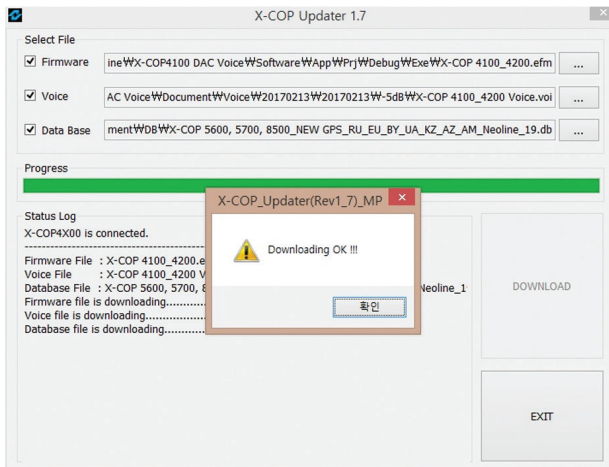 X-COP Updater 1.7
Select File
Firmware
ine₩X-COP4100 DAC Voice₩Software₩App₩Prj₩Debug₩Exe₩X-COP 4100_4200.efm
...
Voice
AC Voice₩Document₩Voice₩20170213₩20170213₩-5dB₩X-COP 4100_4200 Voice.voi
...
Data Base
ment₩DB₩X-COP 5600, 5700, 8500_NEW GPS_RU_EU_BY_UA_KZ_AZ_AM_Neoline_19.db
...
Progress
X-COP_Updater(Rev1_7)_MP
Downloading OK !!!
확인
Status Log
X-COP4X00 is connected.
Firmware File : X-COP 4100_4200.e
Voice File : X-COP 4100_4200 V
Database File : X-COP 5600, 5700, 8 Neoline_1
Firmware file is downloading..............
Voice file is downloading..................
Database file is downloading............
DOWNLOAD
EXIT